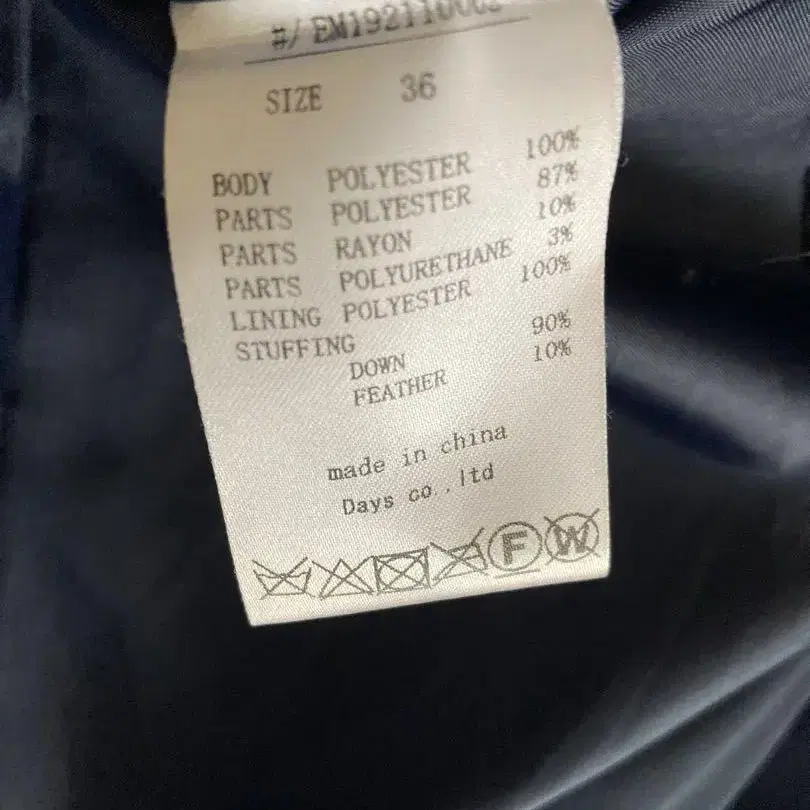 SIZE 36
BODY POLYESTER 100%
PARTS POLYESTER 87%
PARTS RAYON 10%
PARTS POLYURETHANE 3%
LINING POLYESTER 100%
STUFFING
DOWN 90%
FEATHER 10%
made in china
Days co.,ltd
F W